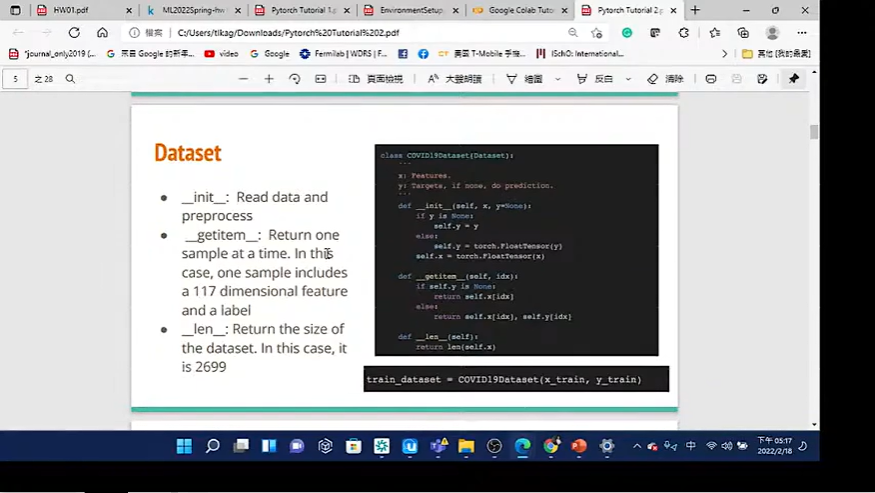 HW01.pdf
ML2022Spring-hw
Pytorch Tutorial 1.
EnvironmentSetup.
Google Colab Tuto
Pytorch Tutorial 2.p
檔案
C:/Users/tikag/Downloads/Pytorch%20Tutorial%202.pdf
"journal_only2019 (p...
來自 Google 的新手...
YouTube
Google
Fermilab | WDRS | F...
美國 T-Mobile 手機...
ISchO: International...
其他 [我的最愛]
5
之 28
頁面檢視
大聲朗讀
繪圖
反白
清除
Dataset
__init__: Read data and
preprocess
__getitem__: Return one
sample at a time. In this
case, one sample includes
a 117 dimensional feature
and a label
__len__: Return the size of
the dataset. In this case, it
is 2699
class COVID19Dataset(Dataset):
'''
x: Features.
y: Targets, if none, do prediction.
'''
def __init__(self, x, y=None):
if y is None:
self.y = y
else:
self.y = torch.FloatTensor(y)
self.x = torch.FloatTensor(x)
def __getitem__(self, idx):
if self.y is None:
return self.x[idx]
else:
return self.x[idx], self.y[idx]
def __len__(self):
return len(self.x)
train_dataset = COVID19Dataset(x_train, y_train)
中
下午 05:17
2022/2/18